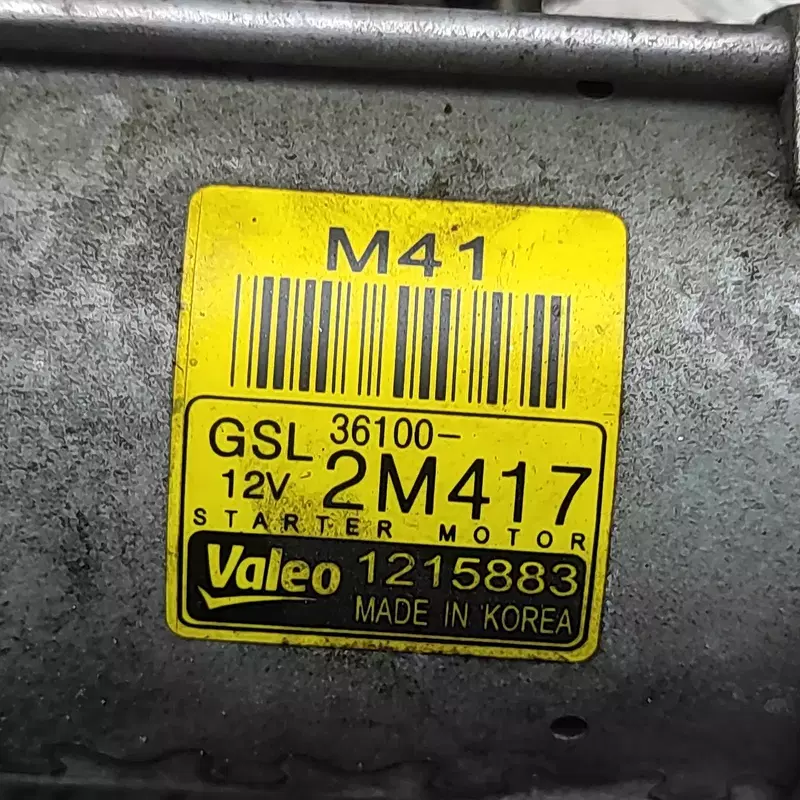 M41
GSL 36100-
12V 2M417
STARTER MOTOR
Valeo 1215883
MADE IN KOREA